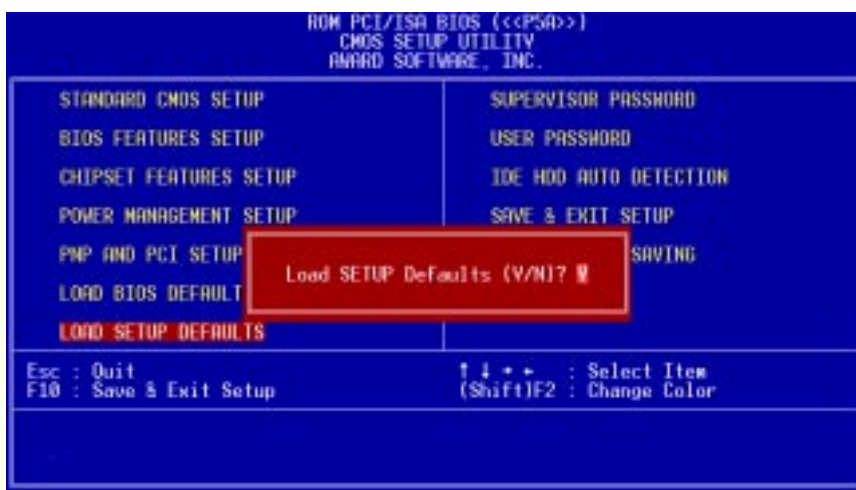 ROM PCI/ISA BIOS (<<P5A>>)
CMOS SETUP UTILITY
AWARD SOFTWARE, INC.
STANDARD CMOS SETUP
BIOS FEATURES SETUP
CHIPSET FEATURES SETUP
POWER MANAGEMENT SETUP
PNP AND PCI SETUP
LOAD BIOS DEFAULT
LOAD SETUP DEFAULTS
SUPERVISOR PASSWORD
USER PASSWORD
IDE HDD AUTO DETECTION
SAVE & EXIT SETUP
SAVING
Load SETUP Defaults (Y/N)? Y
Esc : Quit
F10 : Save & Exit Setup
↑ ↓ → ← : Select Item
(Shift)F2 : Change Color